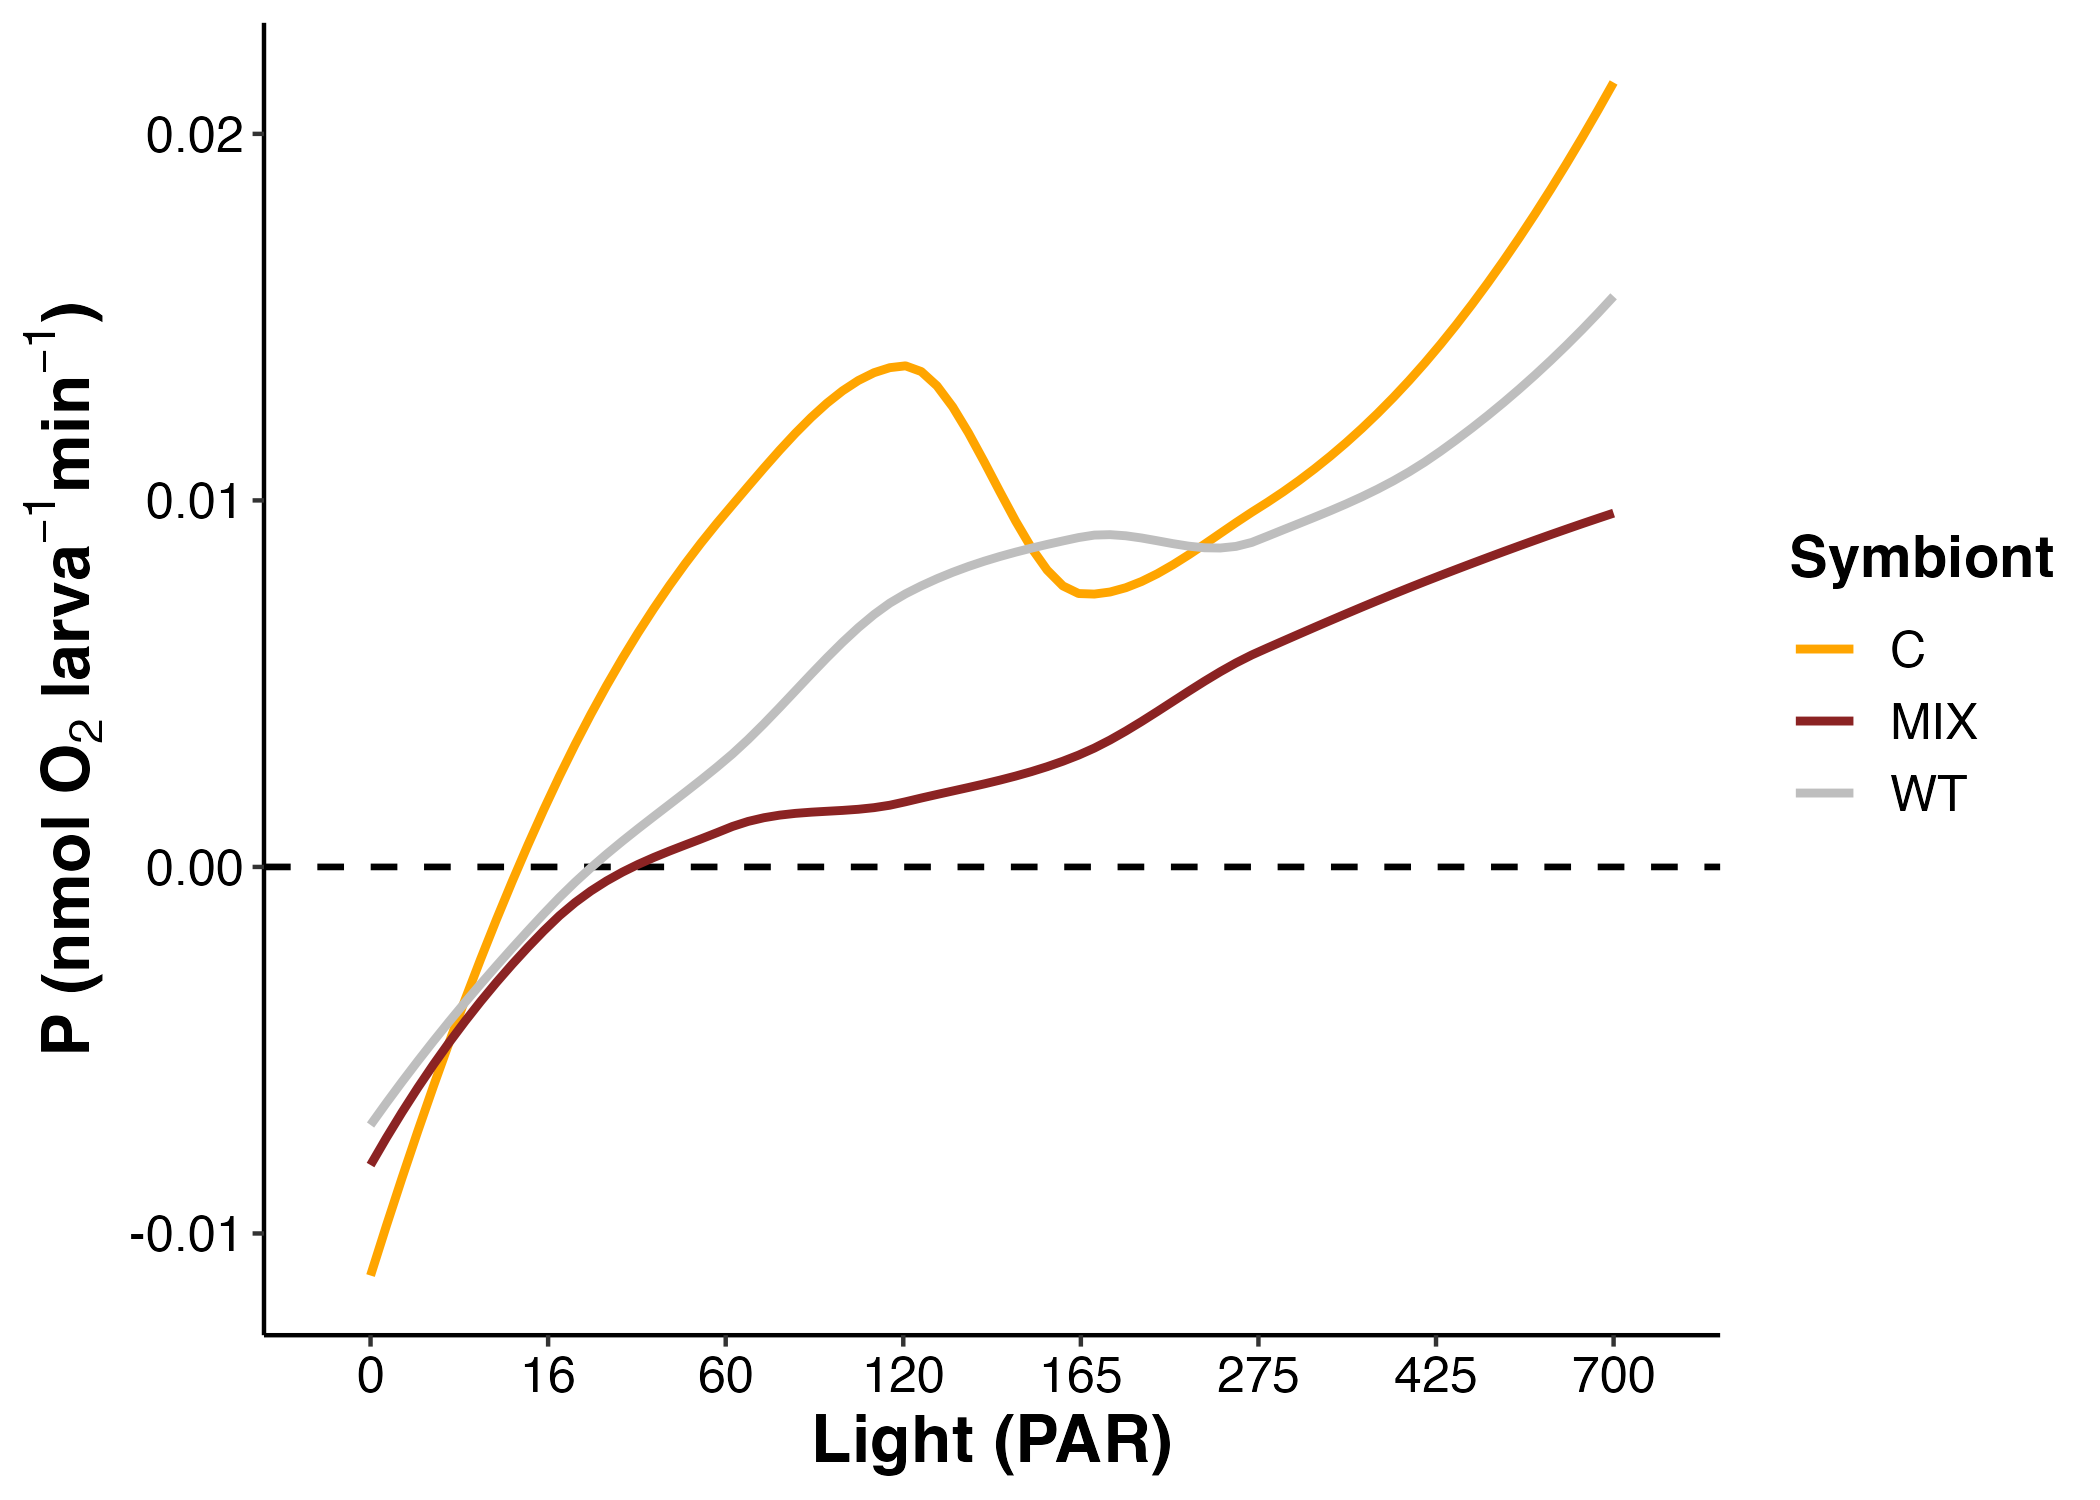 P (nmol O₂ larva⁻¹min⁻¹)
0.02
0.01
0.00
-0.01
0 16 60 120 165 275 425 700
Light (PAR)
Symbiont
C
MIX
WT